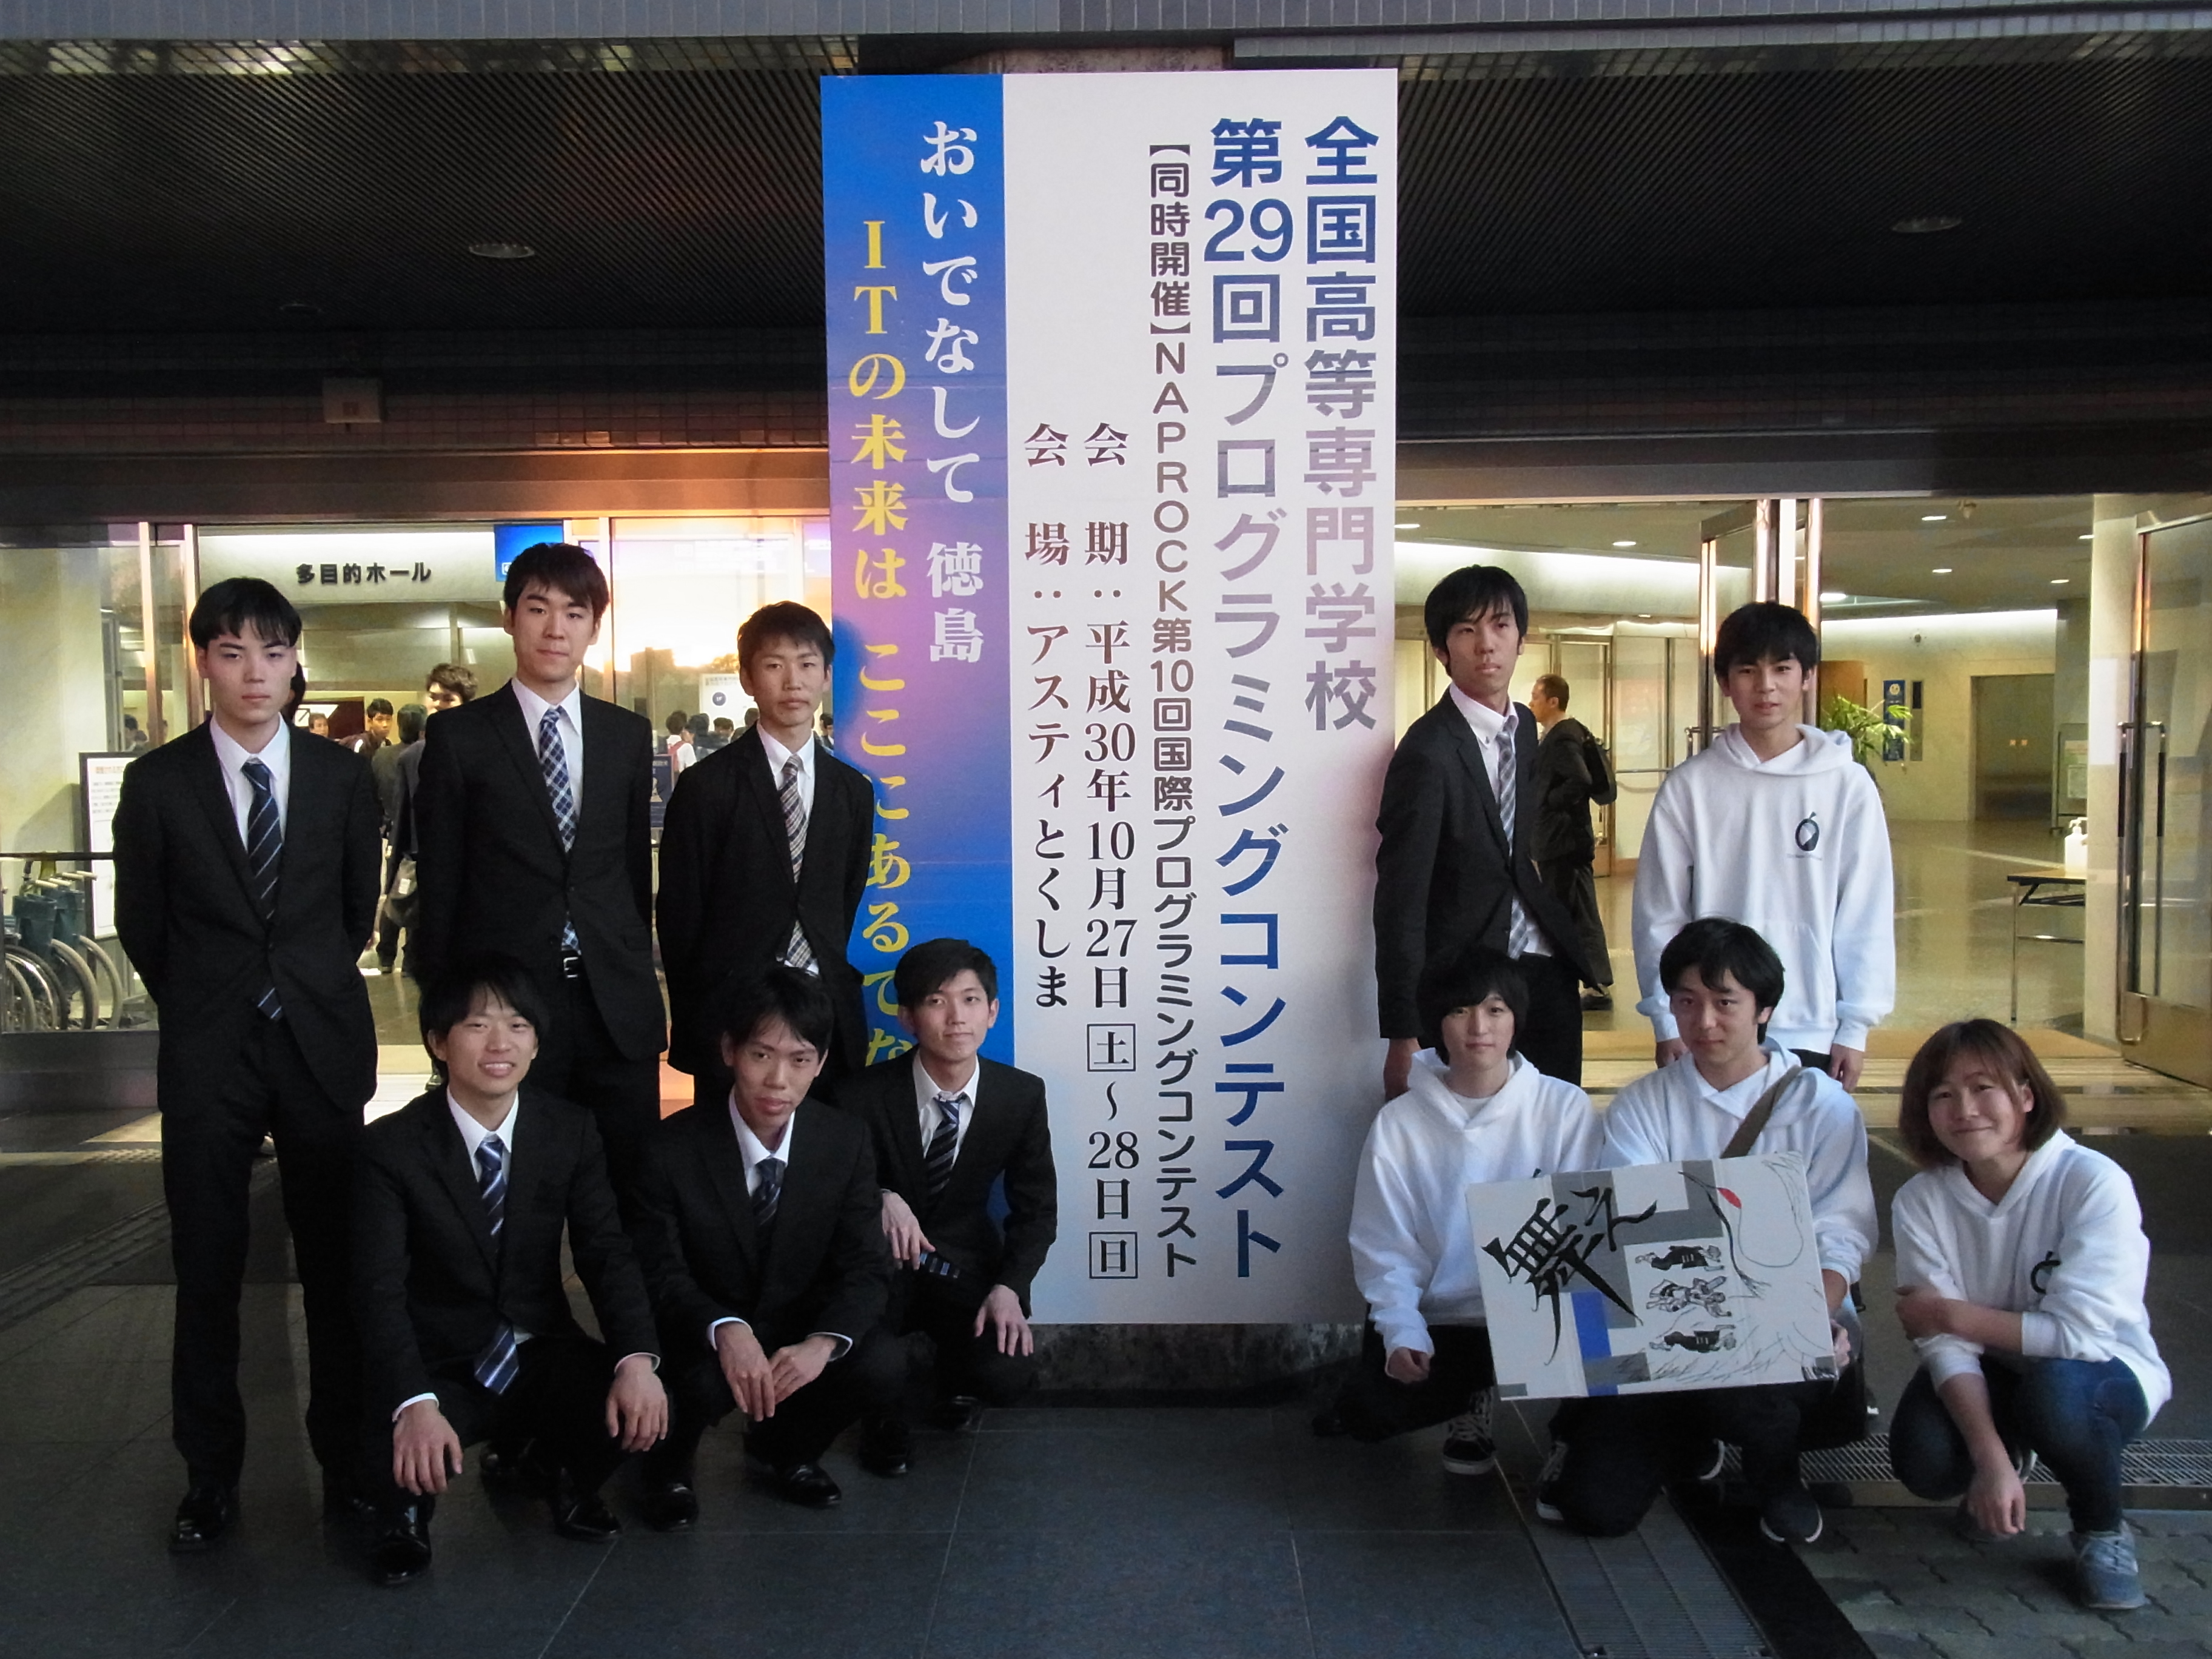 全国高等専門学校
第29回プログラミングコンテスト
【同時開催】NAPROCK第10回国際プログラミングコンテスト
会 期：平成30年10月27日土～28日日
会 場：アスティとくしま
おいでなして 徳島
ITの未来は ここにあるでな
多目的ホール
舞え